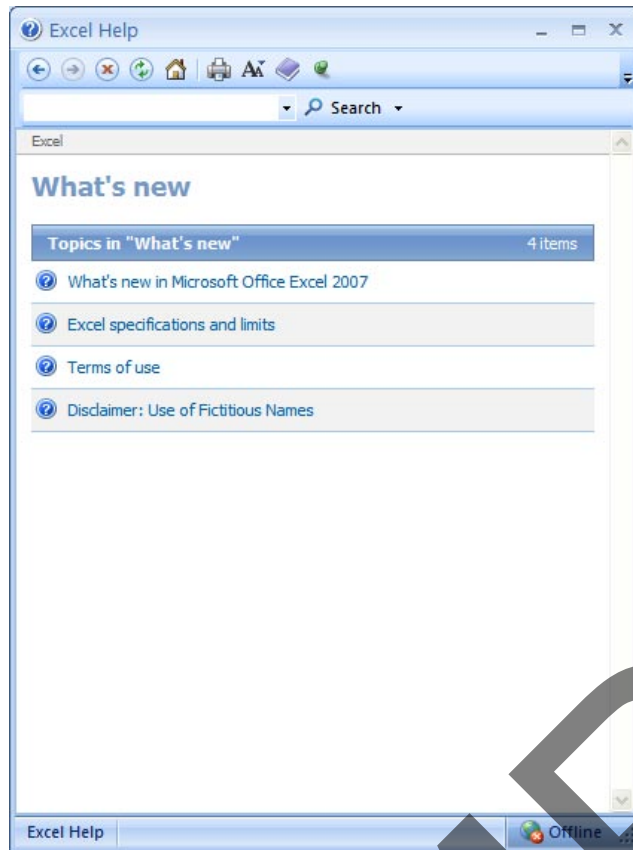 Excel Help
Search
Excel
What's new
Topics in "What's new" 4 items
What's new in Microsoft Office Excel 2007
Excel specifications and limits
Terms of use
Disclaimer: Use of Fictitious Names
Excel Help Offline